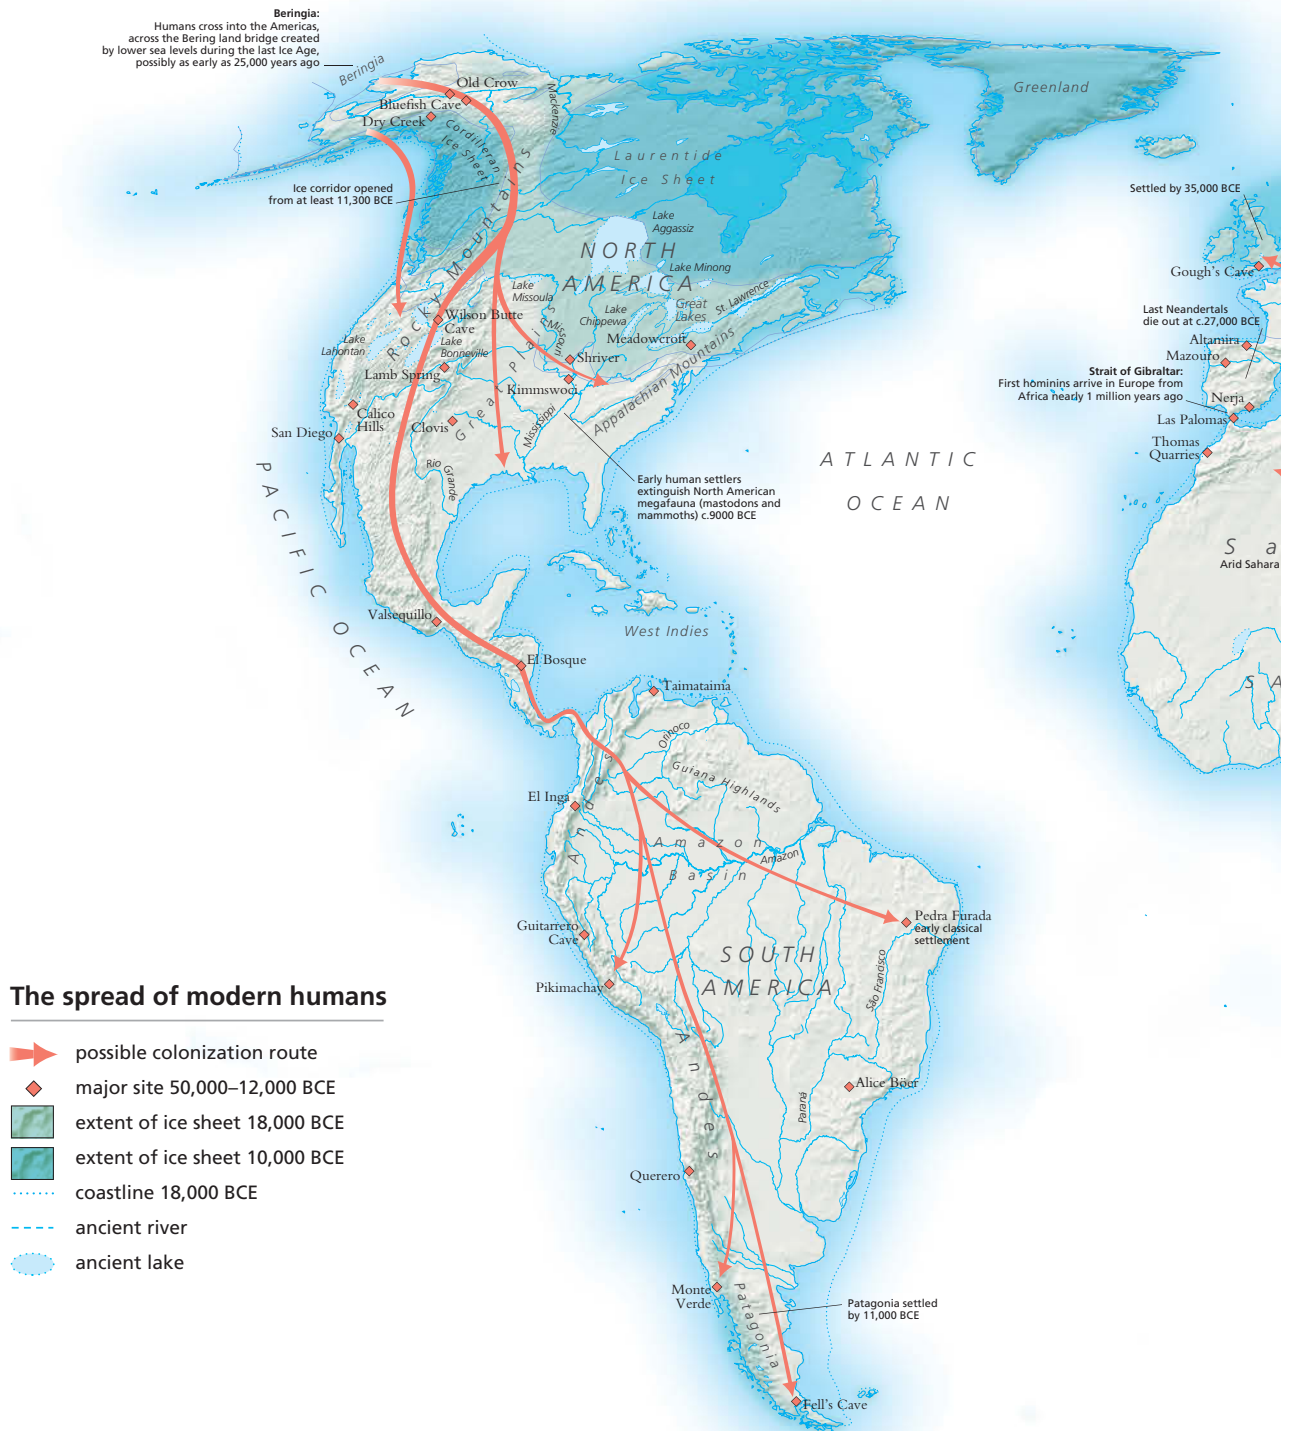 Beringia:
Humans cross into the Americas,
across the Bering land bridge created
by lower sea levels during the last Ice Age,
possibly as early as 25,000 years ago
Beringia
Old Crow
Bluefish Cave
Dry Creek
Mackenzie
Cordilleran
Ice Sheet
Greenland
Laurentide
Ice Sheet
Ice corridor opened
from at least 11,300 BCE
Settled by 35,000 BCE
Lake
Aggassiz
NORTH
AMERICA
Lake Minong
Gough's Cave
Rocky Mountains
Lake
Missoula
Lake
Chippewa
Great
Lakes
St. Lawrence
Last Neandertals
die out at c.27,000 BCE
Wilson Butte
Cave
Missouri
Meadowcroft
Altamira
Mazouro
Lake
Lahontan
Lake
Bonneville
Shriver
Lamb Spring
Kimmswoci
Great Plains
Appalachian Mountains
Strait of Gibraltar:
First hominins arrive in Europe from
Africa nearly 1 million years ago
Nerja
Las Palomas
Calico
Hills
San Diego
Clovis
Mississippi
Thomas
Quarries
Rio
Grande
ATLANTIC
OCEAN
Early human settlers
extinguish North American
megafauna (mastodons and
mammoths) c.9000 BCE
PACIFIC OCEAN
S a
Arid Sahara
Valsequillo
West Indies
El Bosque
Taimataima
S A
Orinoco
Guiana Highlands
El Inga
Andes
Amazon
Basin
Amazon
Pedra Furada
early classical
settlement
Guitarrero
Cave
SOUTH
AMERICA
São Francisco
Pikimachay
Andes
Alice Böer
Paraná
Querero
Monte
Verde
Patagonia
Patagonia settled
by 11,000 BCE
Fell's Cave
The spread of modern humans
possible colonization route
major site 50,000–12,000 BCE
extent of ice sheet 18,000 BCE
extent of ice sheet 10,000 BCE
coastline 18,000 BCE
ancient river
ancient lake